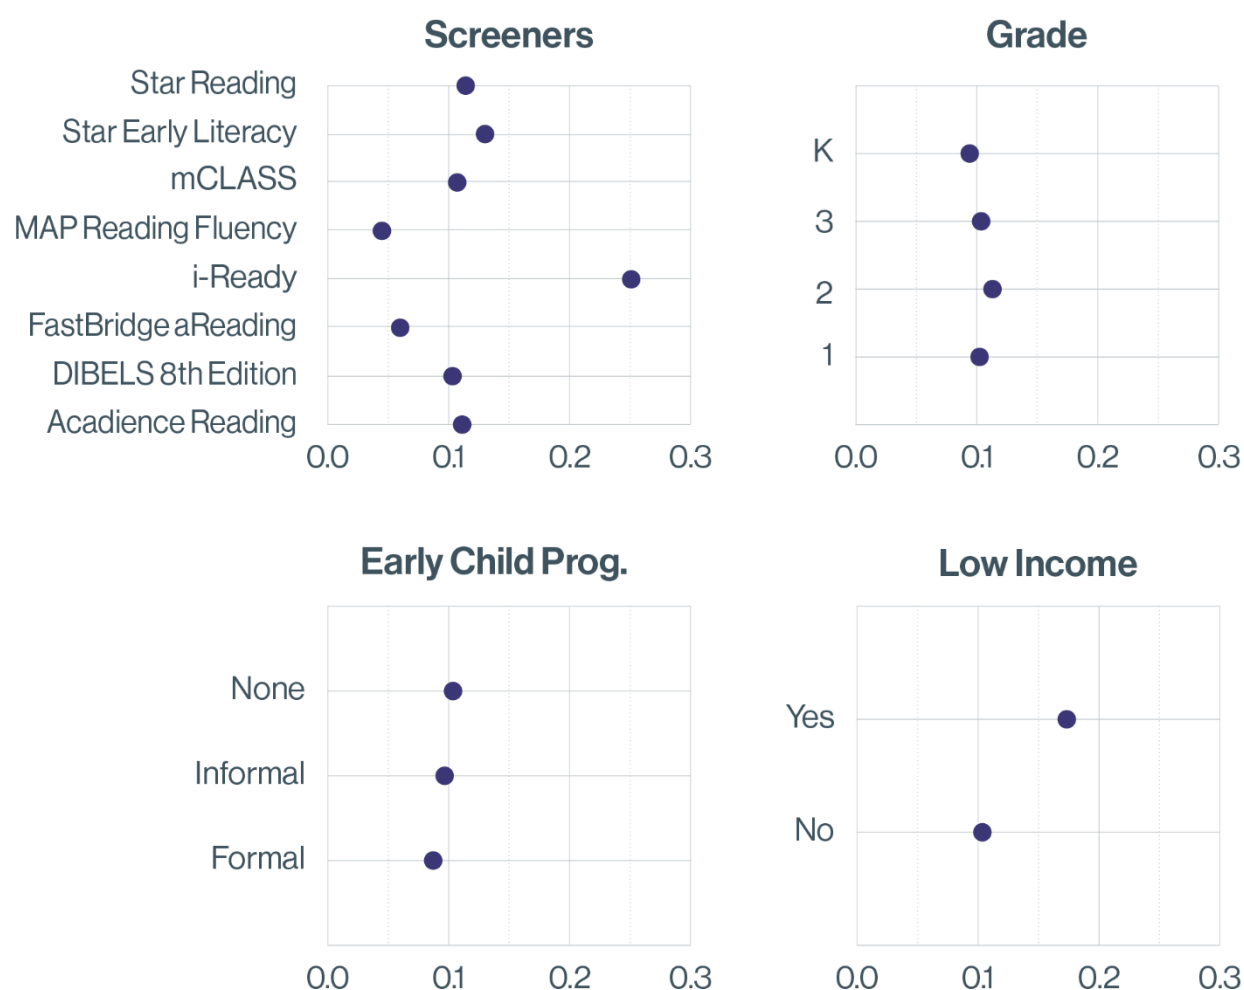 Screeners
Star Reading
Star Early Literacy
mCLASS
MAP Reading Fluency
i-Ready
FastBridge aReading
DIBELS 8th Edition
Acadience Reading
0.0 0.1 0.2 0.3
Grade
K
3
2
1
0.0 0.1 0.2 0.3
Early Child Prog.
None
Informal
Formal
0.0 0.1 0.2 0.3
Low Income
Yes
No
0.0 0.1 0.2 0.3